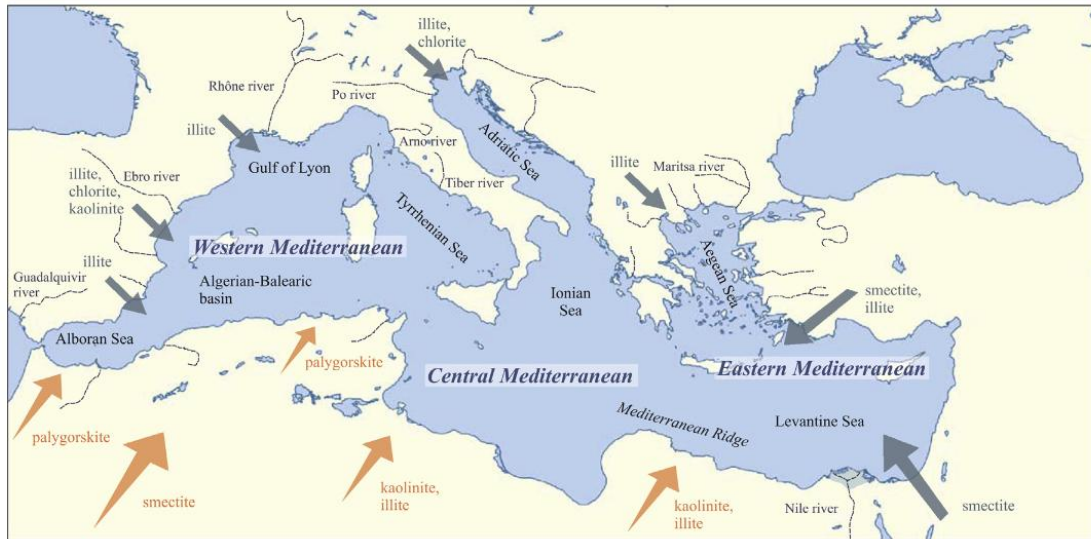 illite,
chlorite
Rhône river
Po river
illite
Gulf of Lyon
Arno river
Adriatic Sea
illite
Maritsa river
illite,
chlorite,
kaolinite
Ebro river
Tiber river
Tyrrhenian Sea
Western Mediterranean
Aegean Sea
Guadalquivir
river
illite
Algerian-Balearic
basin
Ionian
Sea
smectite,
illite
Alboran Sea
palygorskite
Central Mediterranean
Eastern Mediterranean
Mediterranean Ridge
Levantine Sea
palygorskite
smectite
kaolinite,
illite
kaolinite,
illite
Nile river
smectite